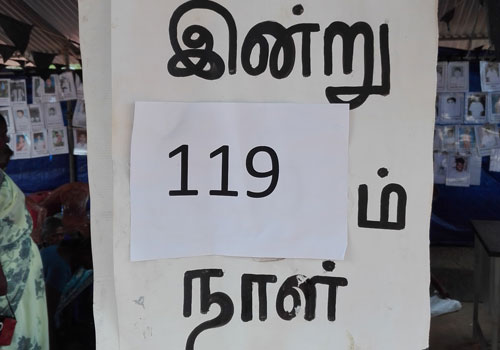 இன்று
119 ம்
நாள்